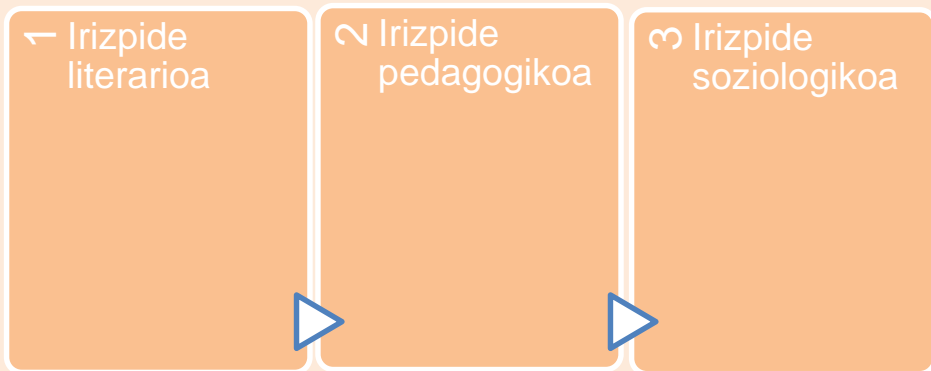 1 Irizpide
literarioa
2 Irizpide
pedagogikoa
3 Irizpide
soziologikoa